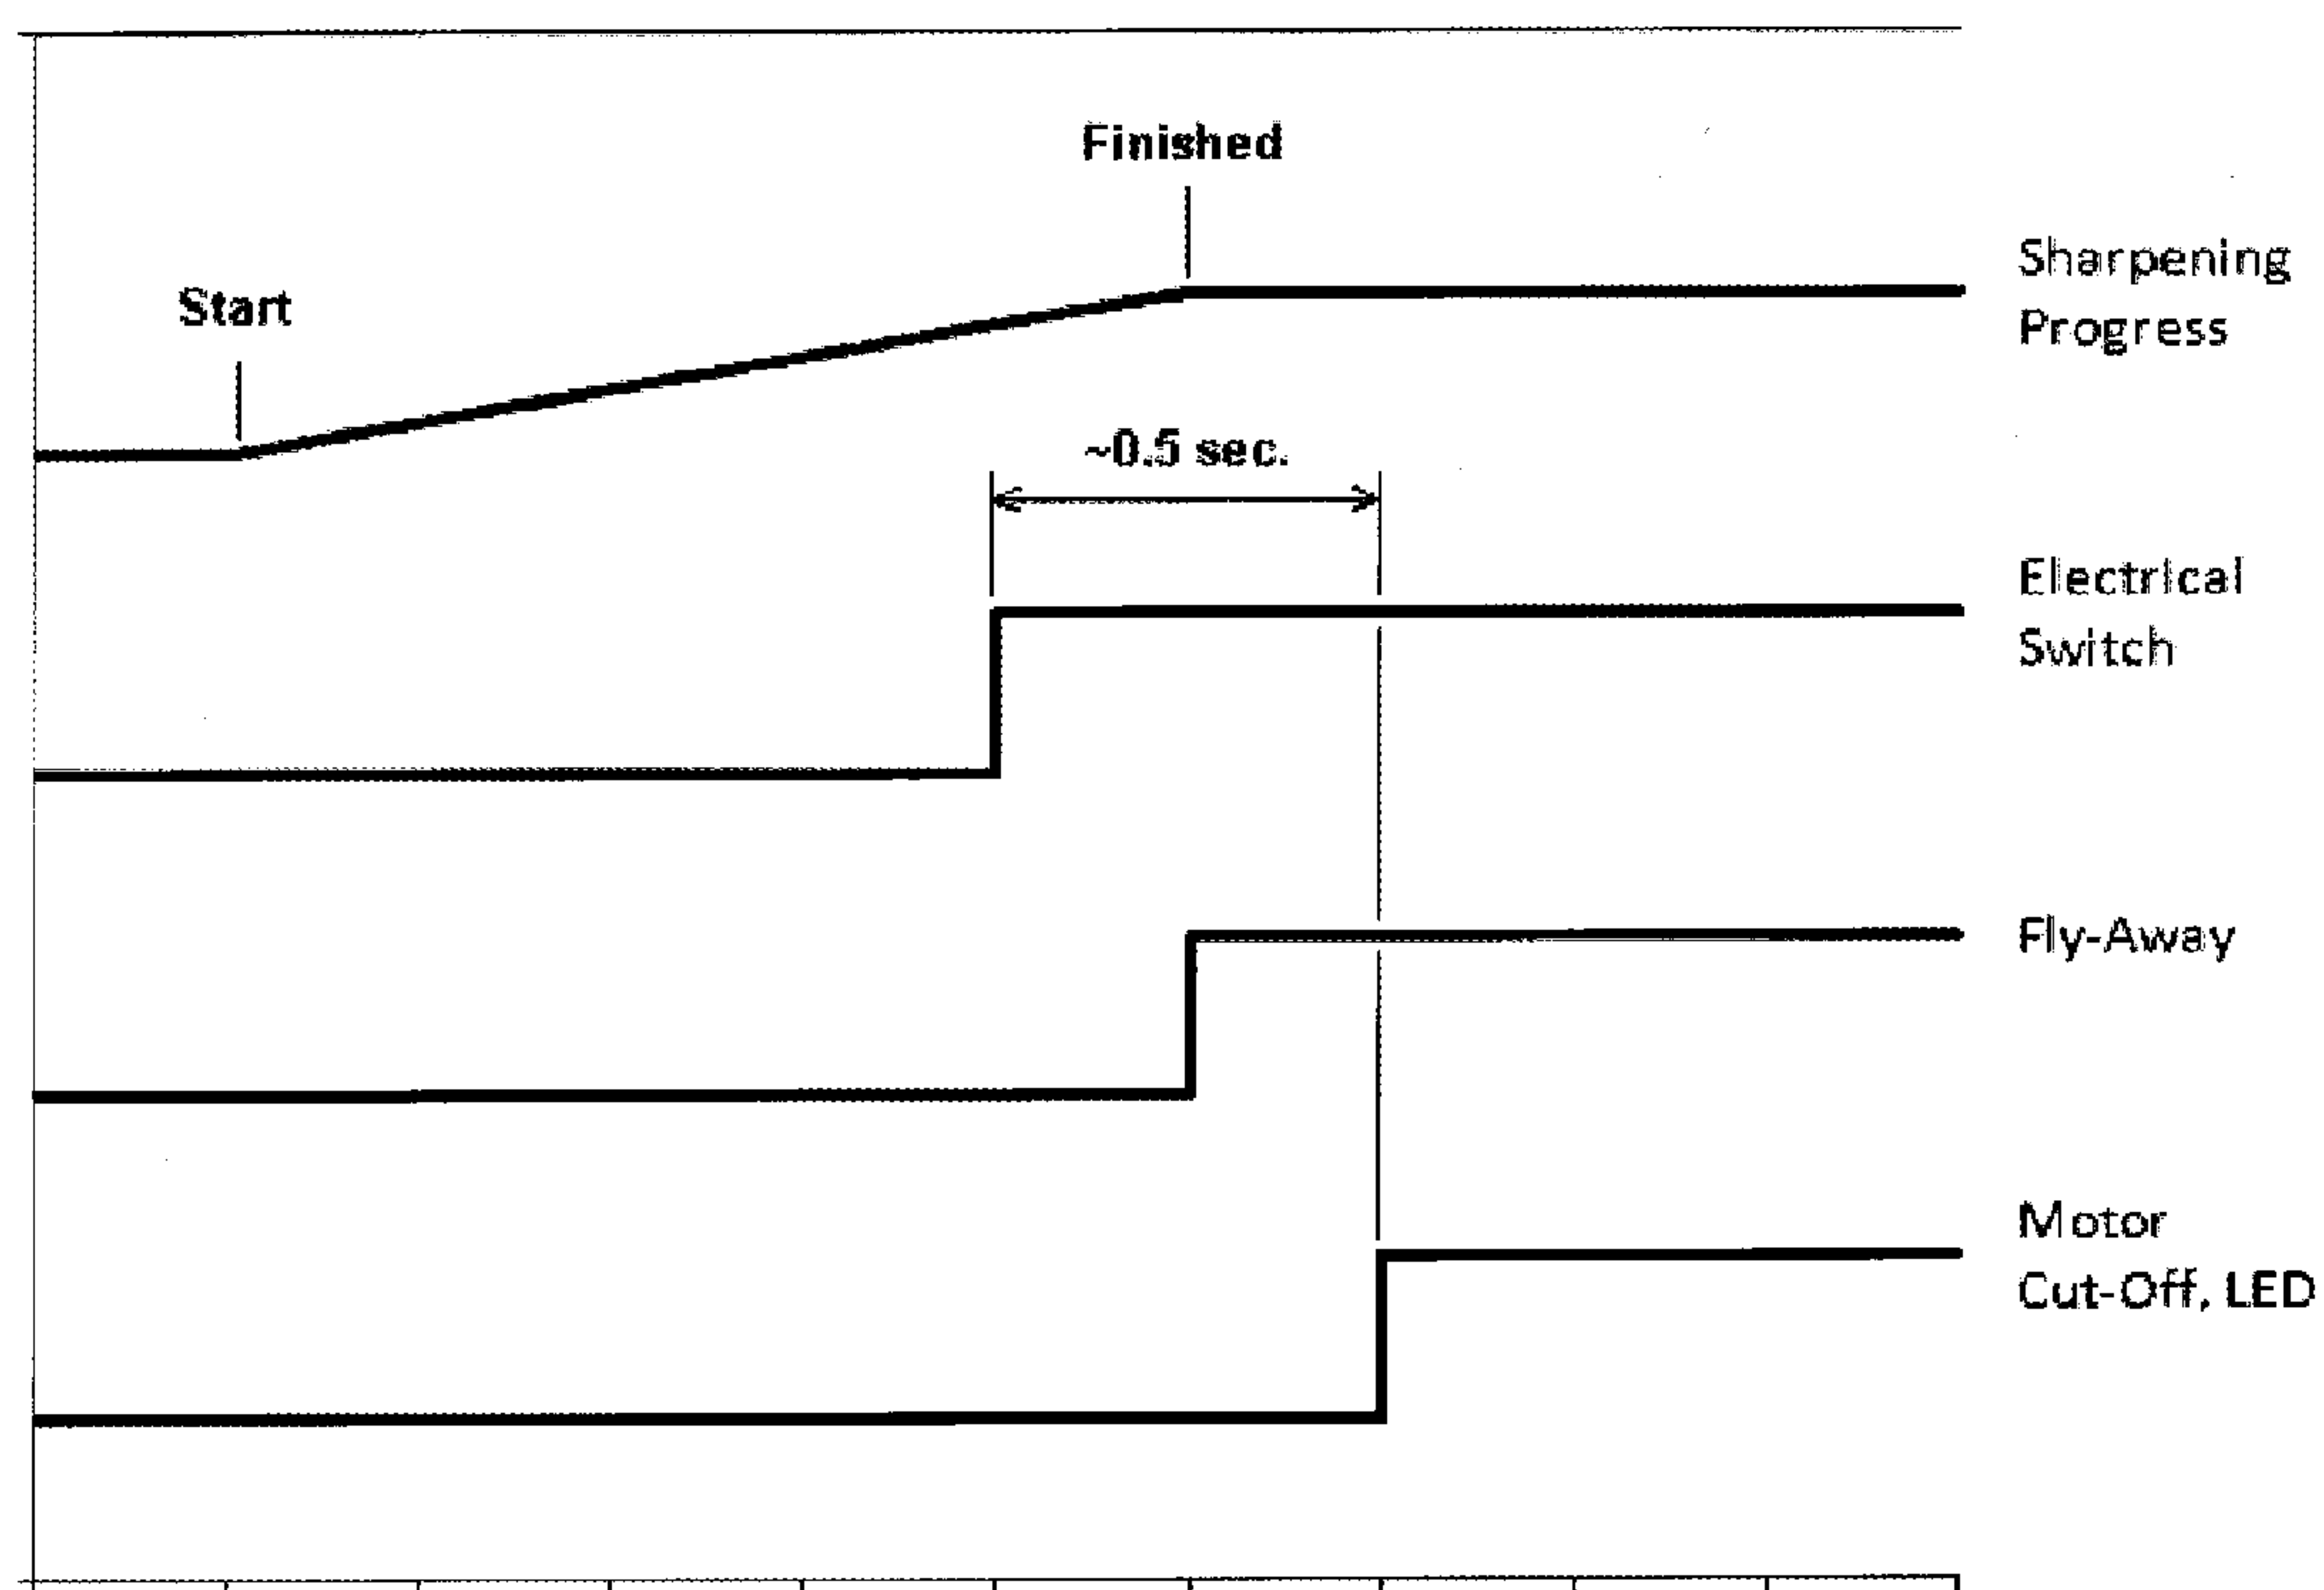 Finished
Start
Sharpening
Progress
~0.5 sec.
Electrical
Switch
Fly-Away
Motor
Cut-Off, LED